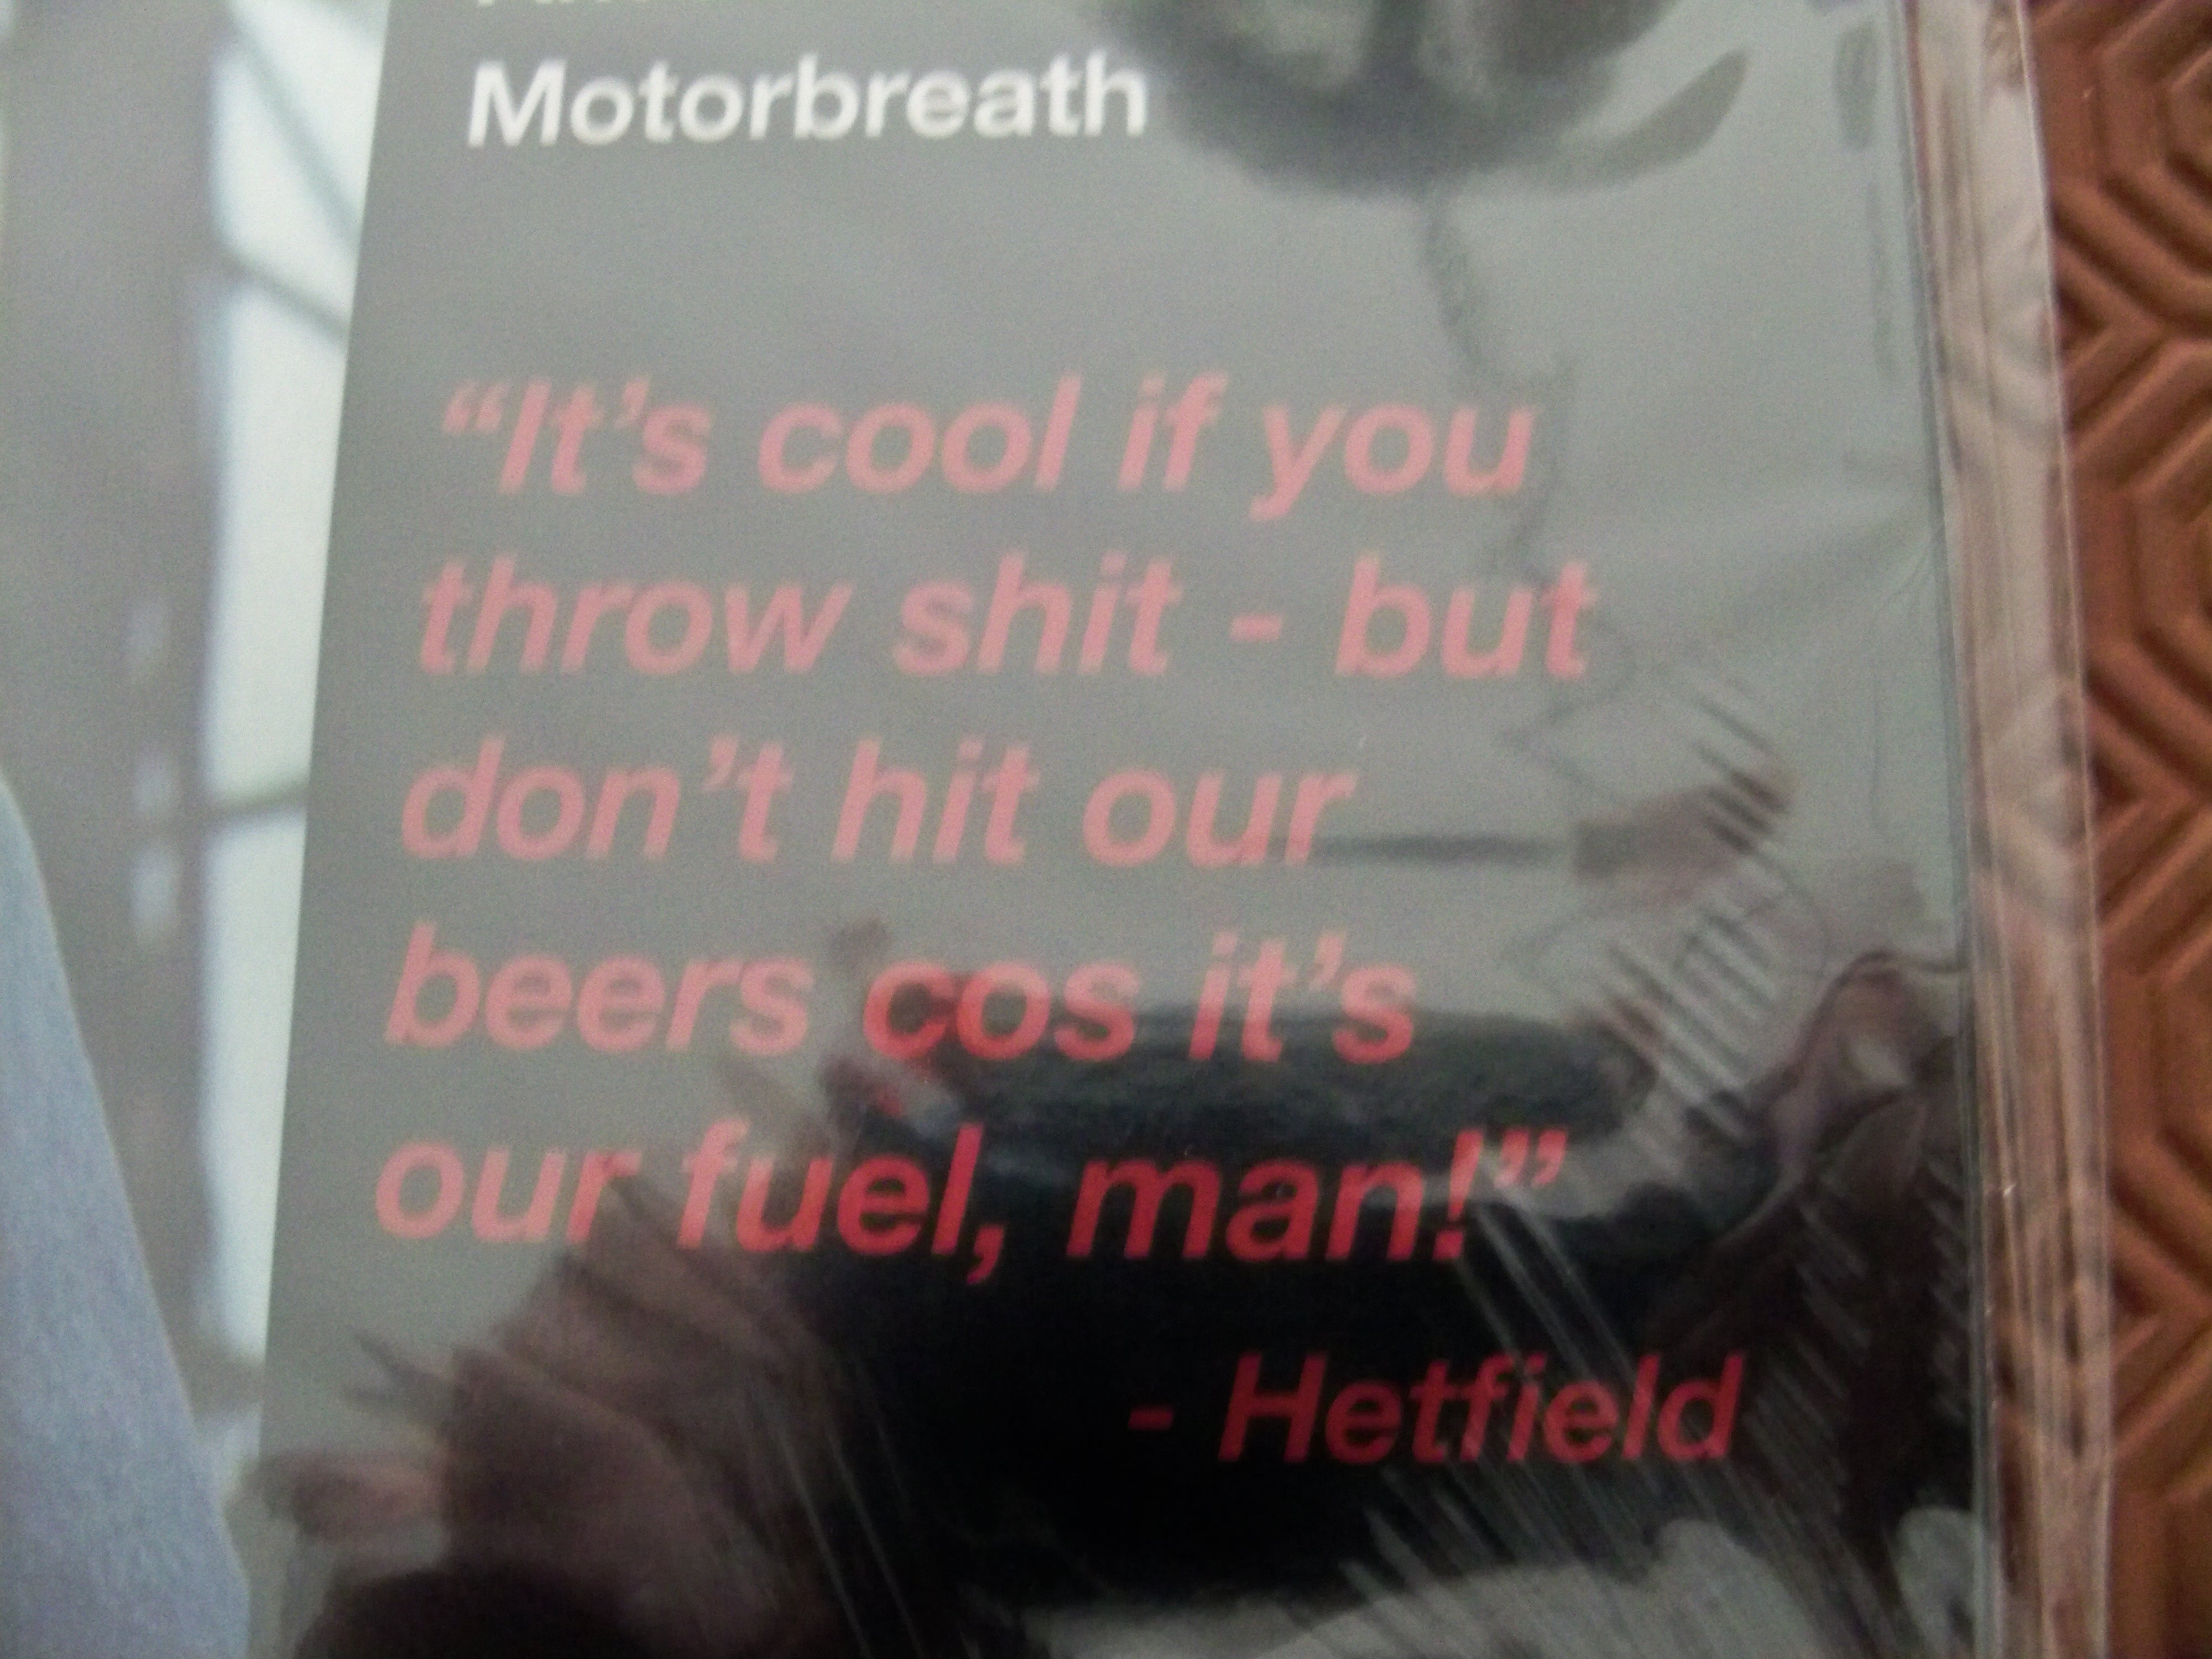 Motorbreath
“It’s cool if you
throw shit - but
don’t hit our
beers cos it’s
our fuel, man!”
- Hetfield